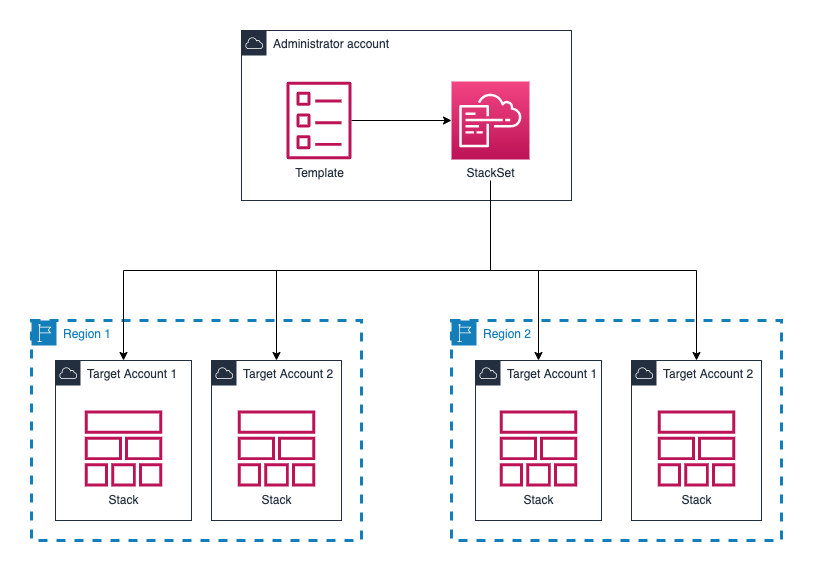 Administrator account
Template
StackSet
Region 1
Region 2
Target Account 1
Target Account 2
Target Account 1
Target Account 2
Stack
Stack
Stack
Stack